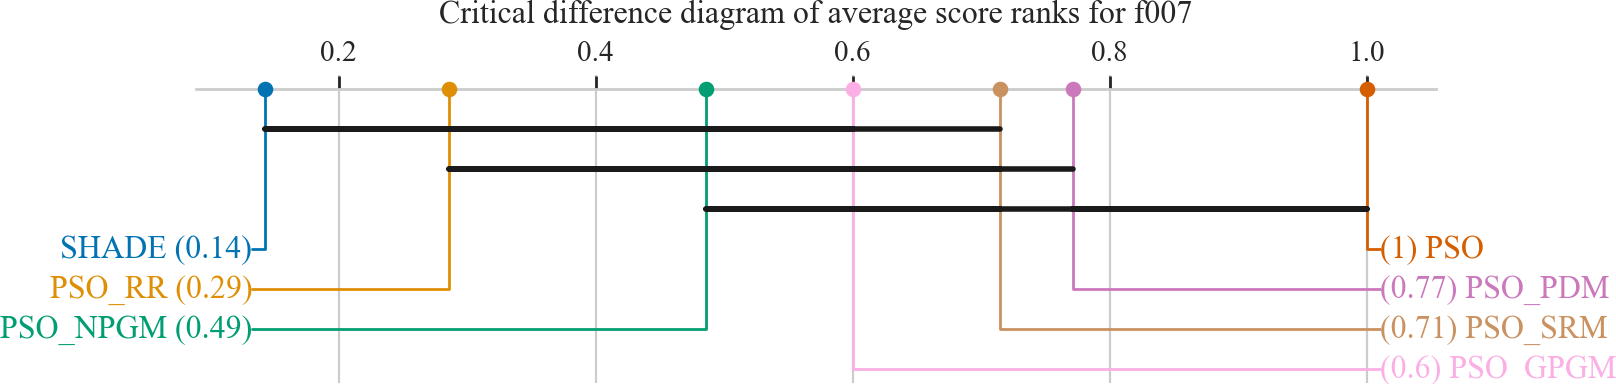 Critical difference diagram of average score ranks for f007
0.2 0.4 0.6 0.8 1.0
SHADE (0.14) (1) PSO
PSO_RR (0.29) (0.77) PSO_PDM
PSO_NPGM (0.49) (0.71) PSO_SRM
(0.6) PSO_GPGM